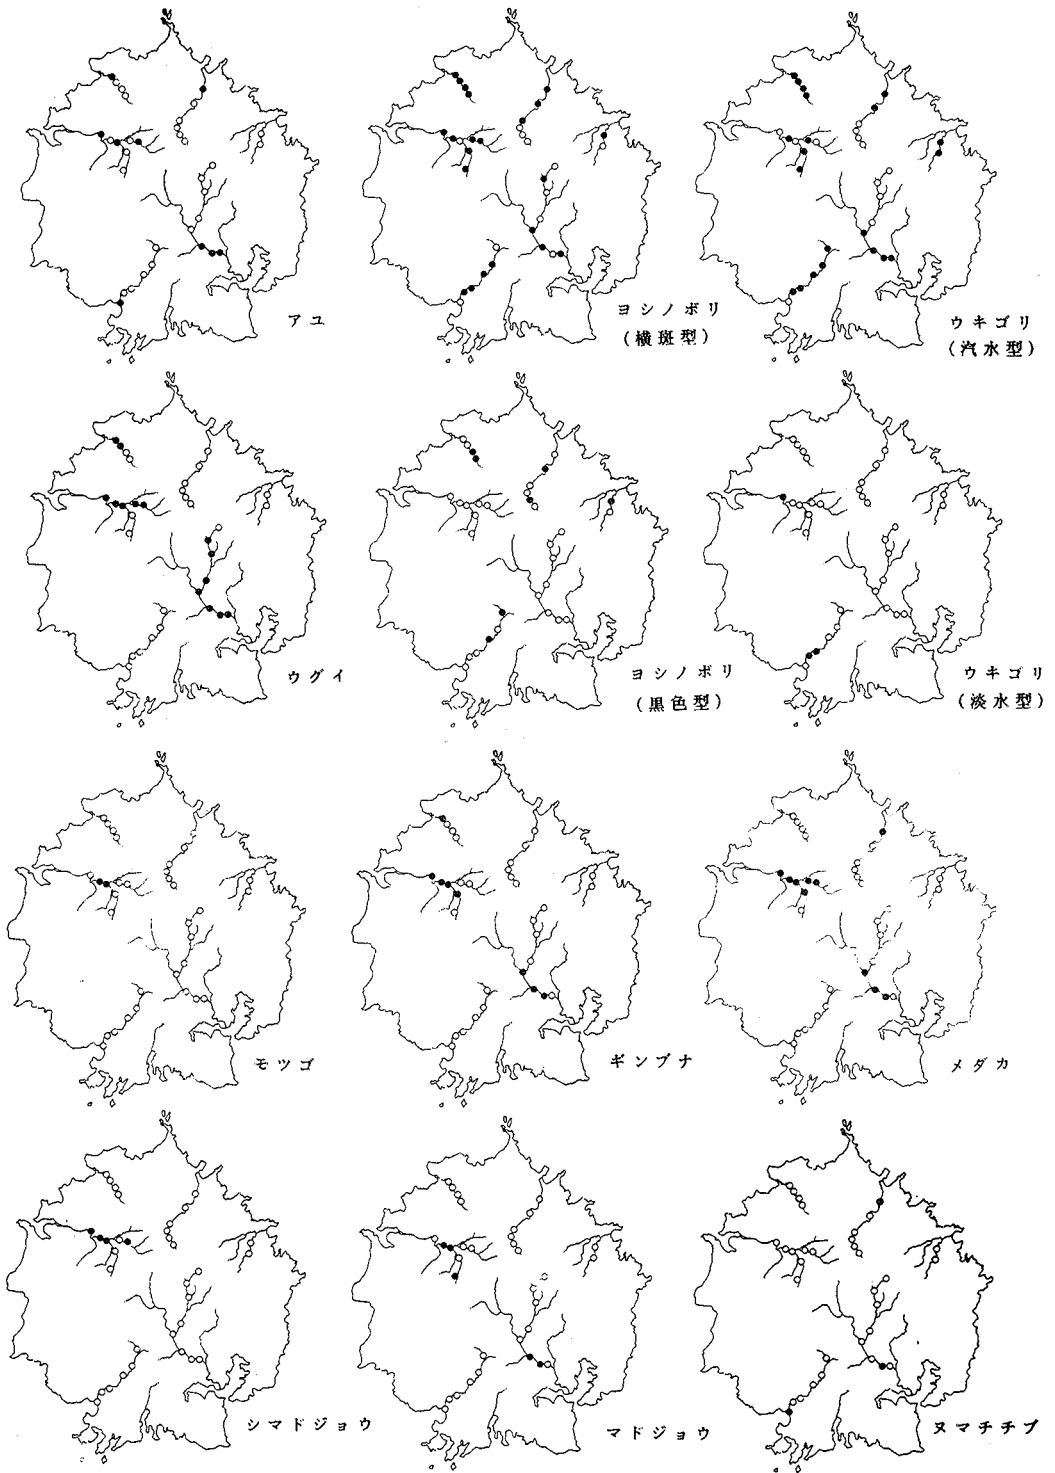 アユ
ヨシノボリ
(横斑型)
ウキゴリ
(汽水型)
ウグイ
ヨシノボリ
(黒色型)
ウキゴリ
(淡水型)
モツゴ
ギンブナ
メダカ
シマドジョウ
マドジョウ
ヌマチチブ